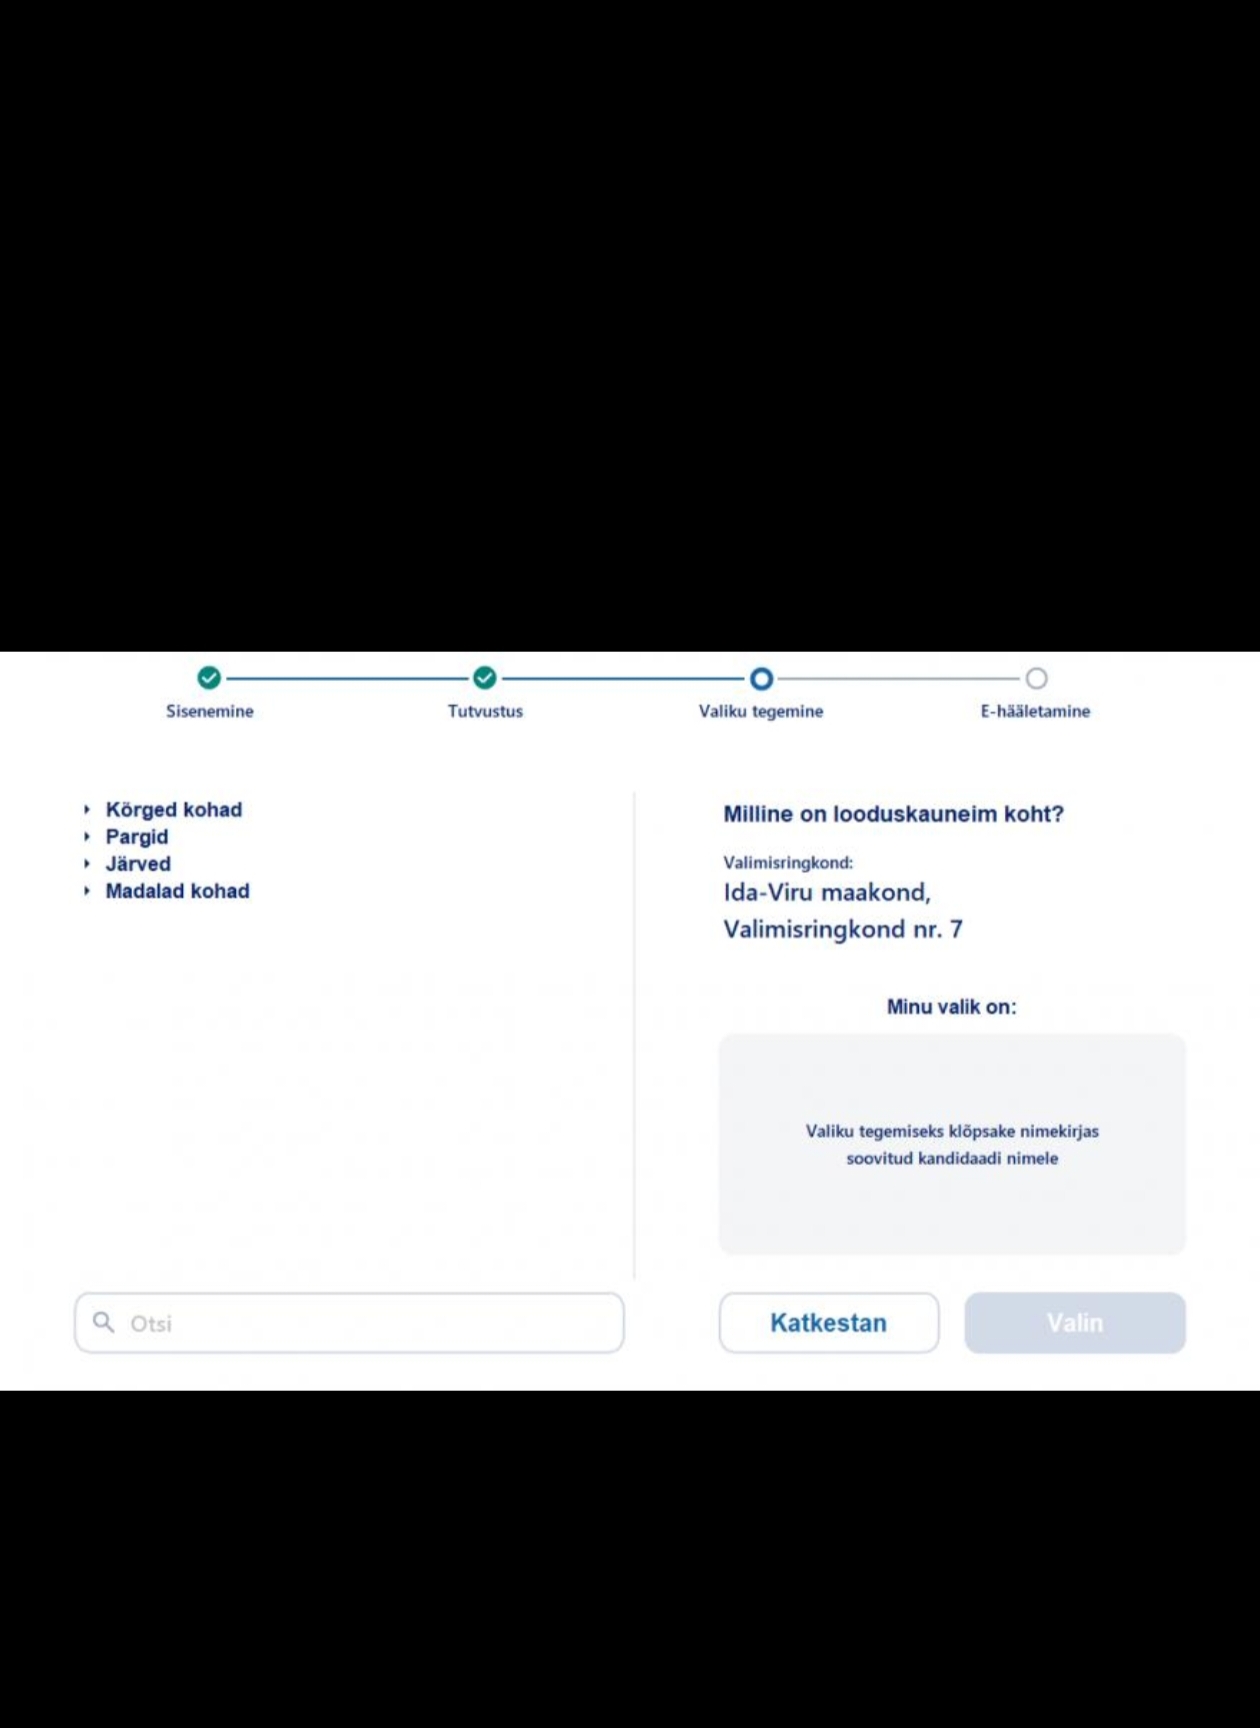 Sisenemine
Tutvustus
Valiku tegemine
E-hääletamine
Kõrged kohad
Pargid
Järved
Madalad kohad
Otsi
Milline on looduskauneim koht?
Valimisringkond:
Ida-Viru maakond,
Valimisringkond nr. 7
Minu valik on:
Valiku tegemiseks klõpsake nimekirjas
soovitud kandidaadi nimele
Katkestan
Valin